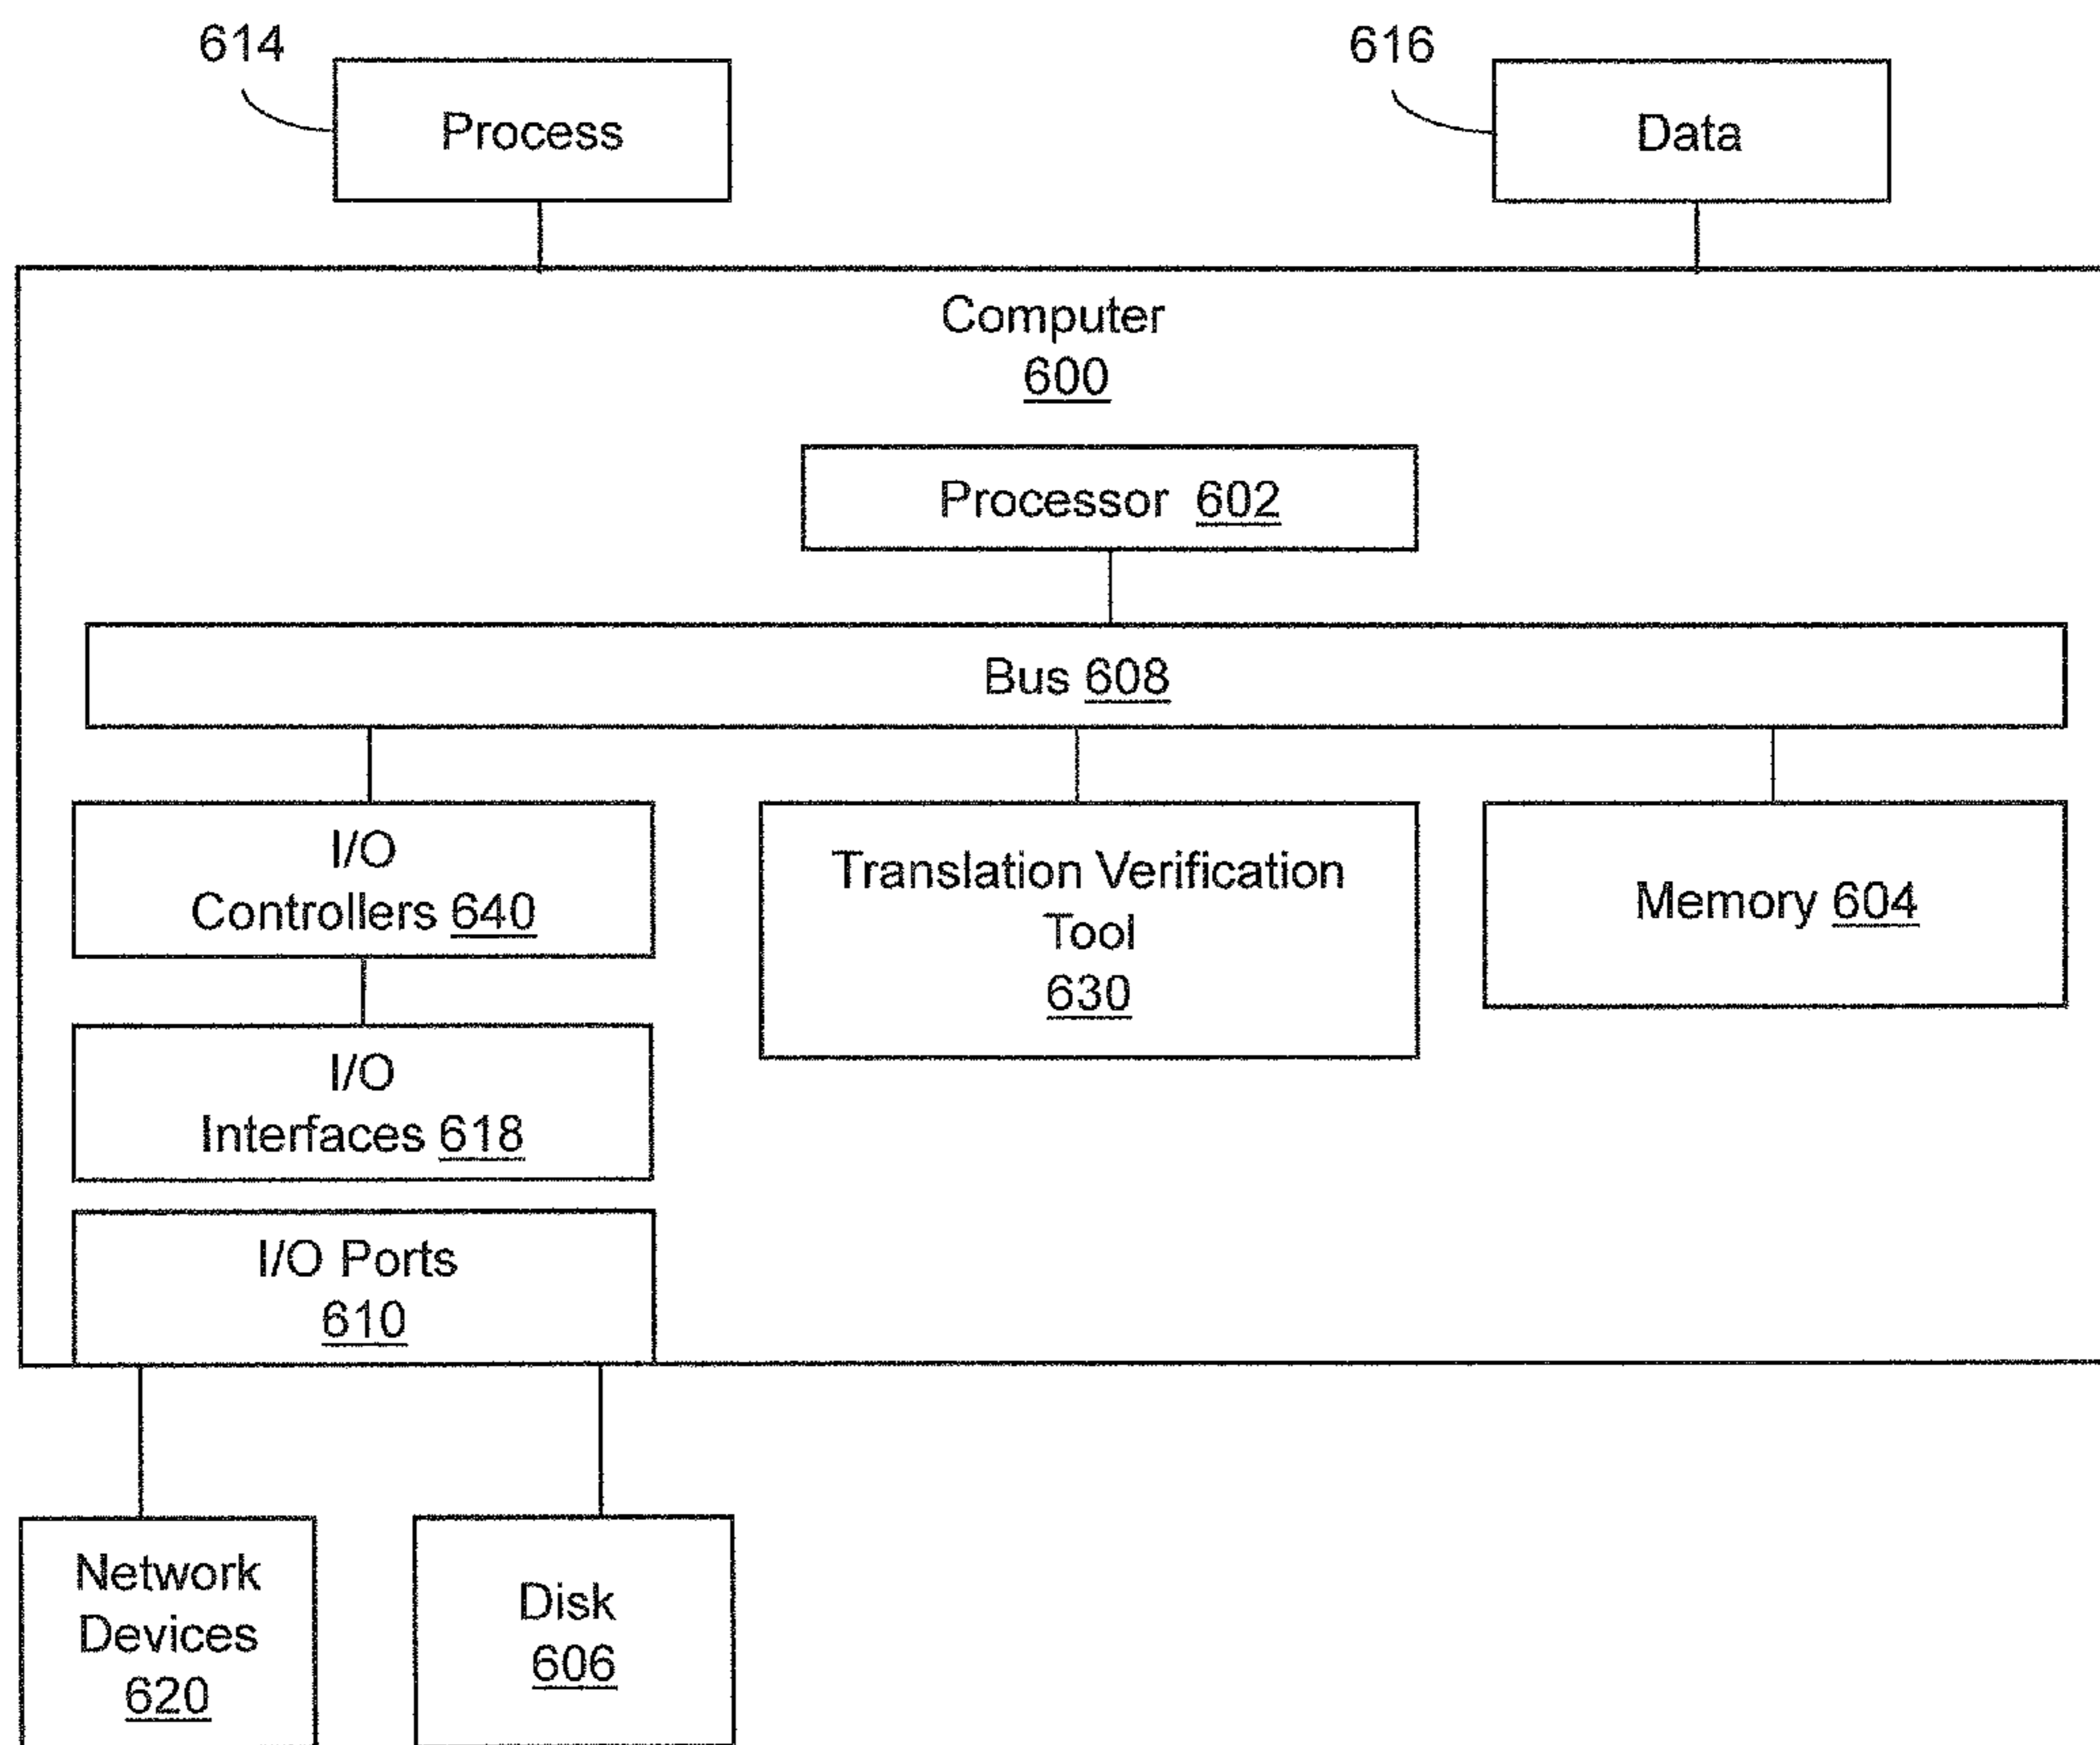 614
Process
616
Data
Computer
600
Processor 602
Bus 608
I/O
Controllers 640
Translation Verification
Tool
630
Memory 604
I/O
Interfaces 618
I/O Ports
610
Network
Devices
620
Disk
606